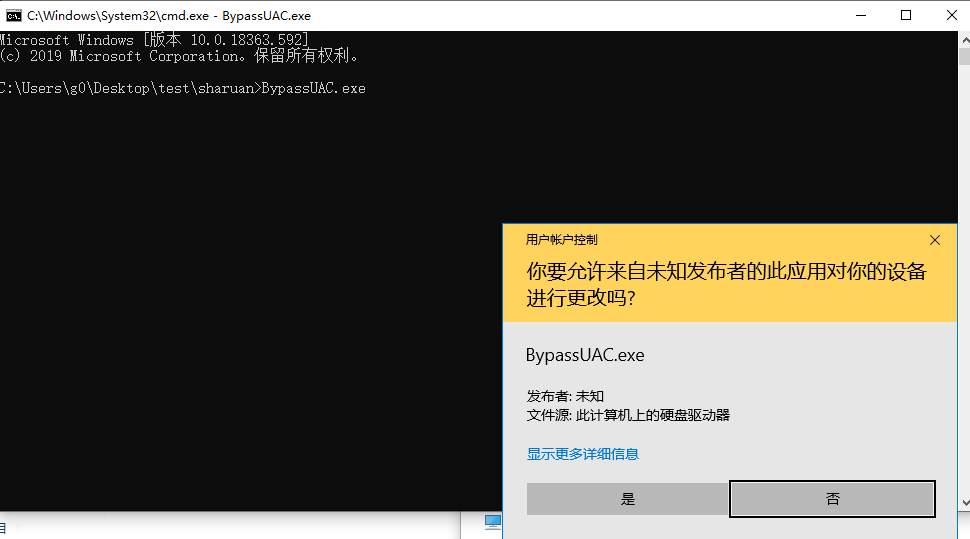 C:\Windows\System32\cmd.exe - BypassUAC.exe
Microsoft Windows [版本 10.0.18363.592]
(c) 2019 Microsoft Corporation。保留所有权利。
C:\Users\g0\Desktop\test\sharuan>BypassUAC.exe
用户帐户控制
你要允许来自未知发布者的此应用对你的设备
进行更改吗?
BypassUAC.exe
发布者: 未知
文件源: 此计算机上的硬盘驱动器
显示更多详细信息
是
否